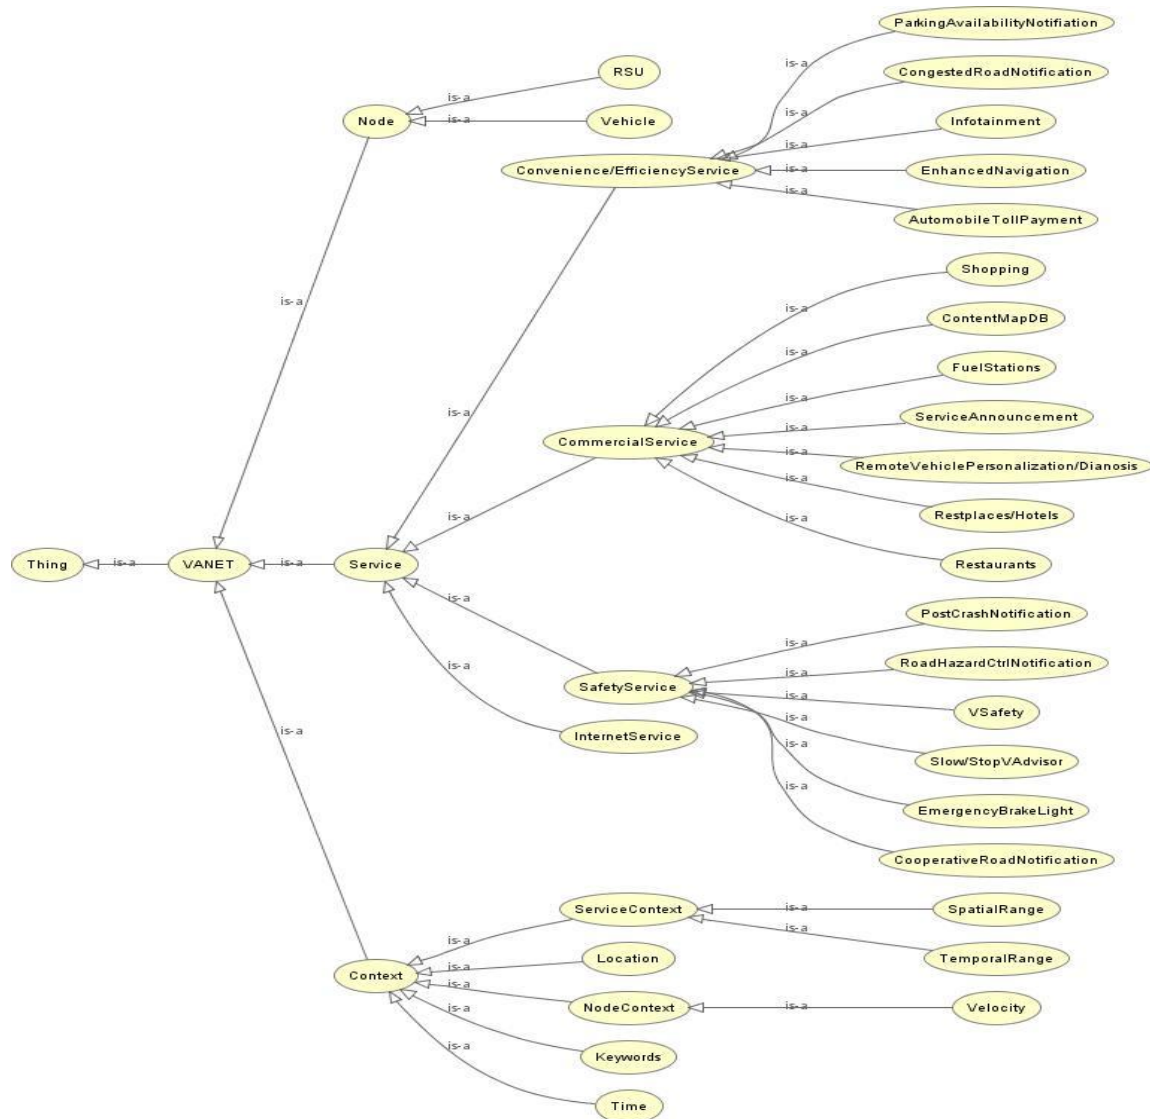 ParkingAvailabilityNotifiation
is-a
RSU
CongestedRoadNotification
is-a
is-a
Node
is-a
Vehicle
Infotainment
is-a
Convenience/EfficiencyService
is-a
EnhancedNavigation
is-a
AutomobileTollPayment
Shopping
is-a
is-a
ContentMapDB
is-a
FuelStations
is-a
is-a
ServiceAnnouncement
is-a
CommercialService
is-a
RemoteVehiclePersonalization/Dianosis
is-a
is-a
Restplaces/Hotels
is-a
Thing
is-a
VANET
is-a
Service
Restaurants
is-a
PostCrashNotification
is-a
is-a
RoadHazardCtrlNotification
is-a
SafetyService
is-a
VSafety
is-a
is-a
InternetService
is-a
Slow/StopVAdvisor
is-a
EmergencyBrakeLight
CooperativeRoadNotification
ServiceContext
is-a
SpatialRange
is-a
is-a
Location
TemporalRange
is-a
Context
is-a
NodeContext
is-a
Velocity
is-a
is-a
Keywords
Time